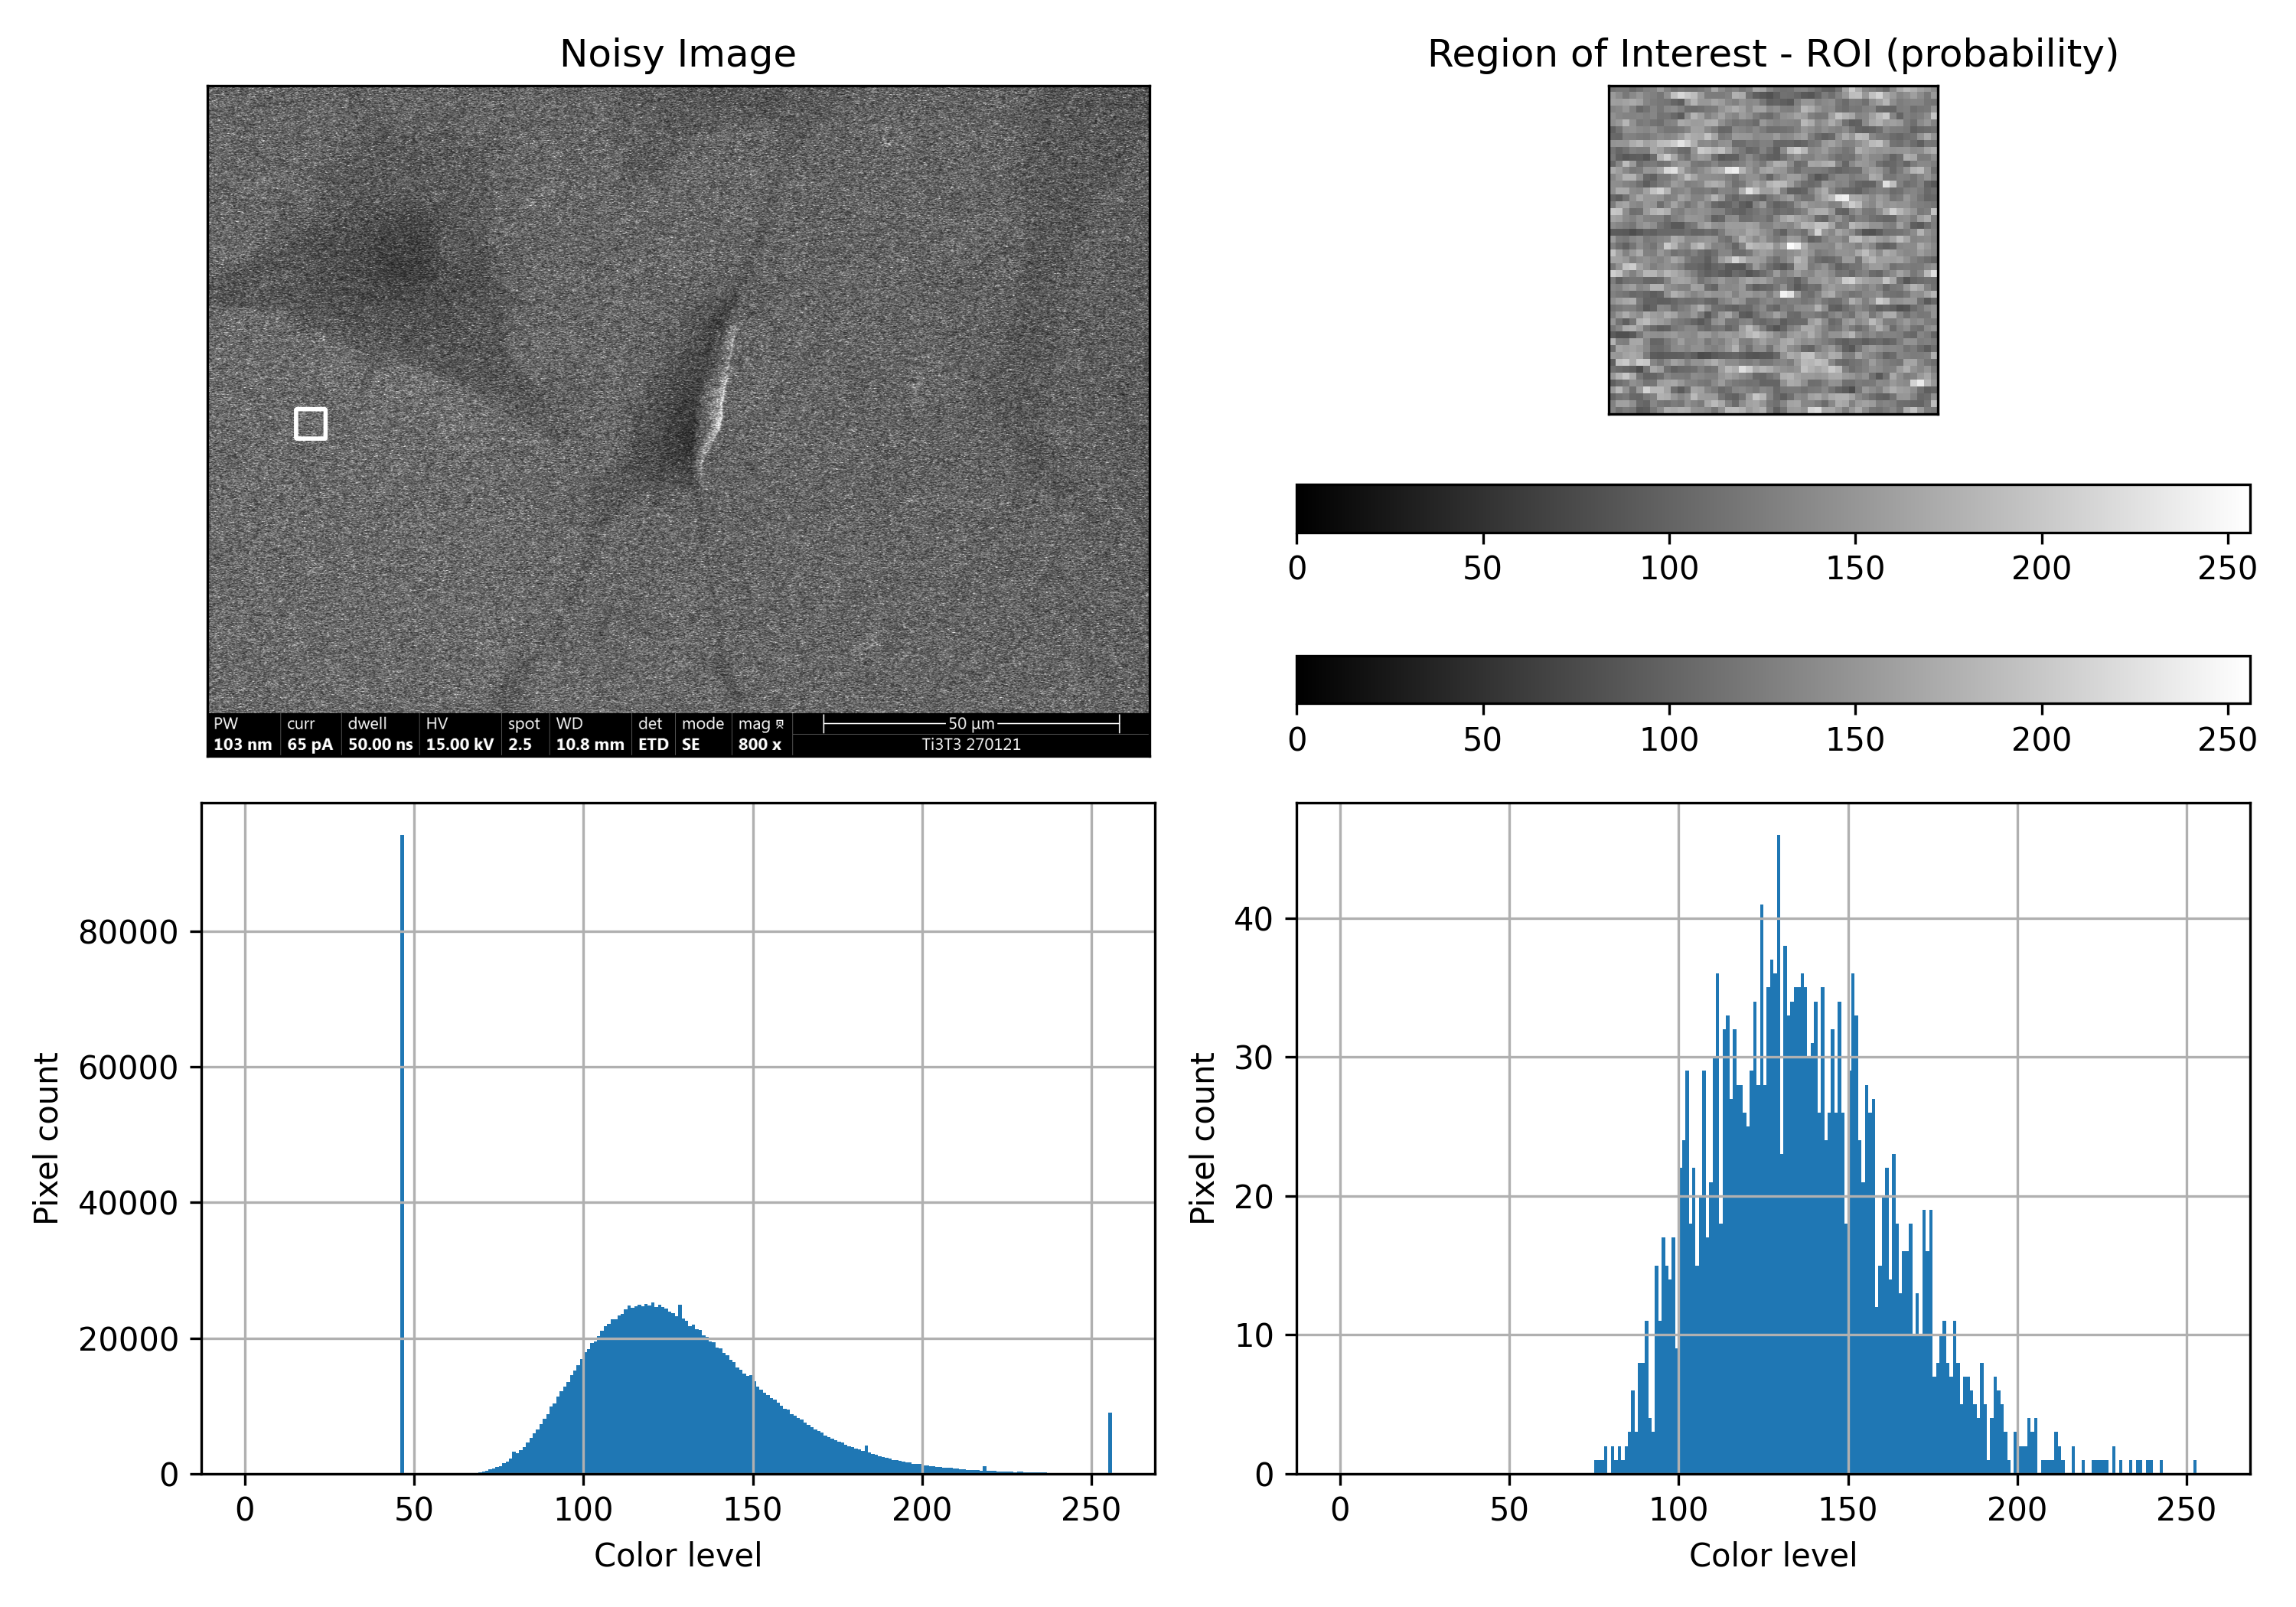 Noisy Image
Region of Interest - ROI (probability)
0 50 100 150 200 250
0 50 100 150 200 250
PW curr dwell HV spot WD det mode mag 50 µm
103 nm 65 pA 50.00 ns 15.00 kV 2.5 10.8 mm ETD SE 800 x Ti3T3 270121
80000
60000
40000
20000
0
Pixel count
0 50 100 150 200 250
Color level
40
30
20
10
0
Pixel count
0 50 100 150 200 250
Color level